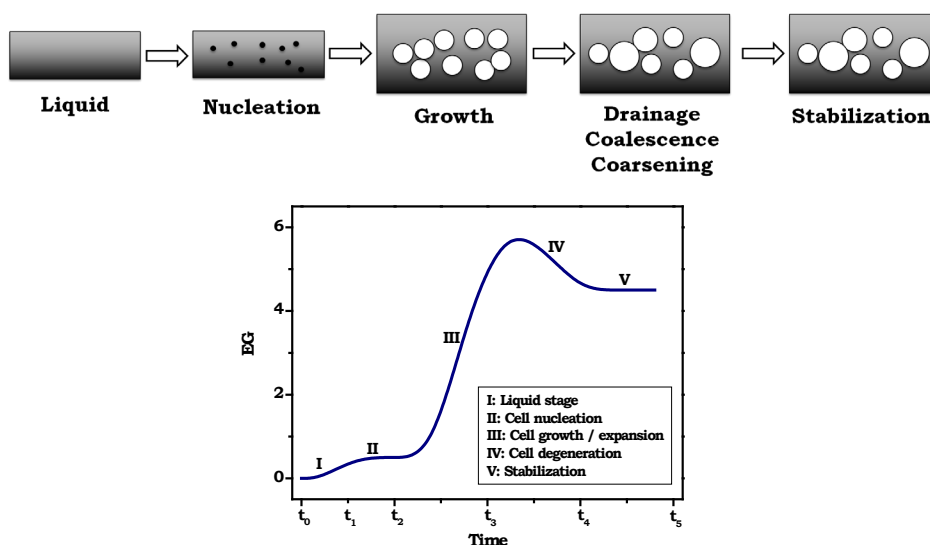 Liquid
Nucleation
Growth
Drainage
Coalescence
Coarsening
Stabilization
EG
6
4
2
0
I
II
III
IV
V
I: Liquid stage
II: Cell nucleation
III: Cell growth / expansion
IV: Cell degeneration
V: Stabilization
t0 t1 t2 t3 t4 t5
Time